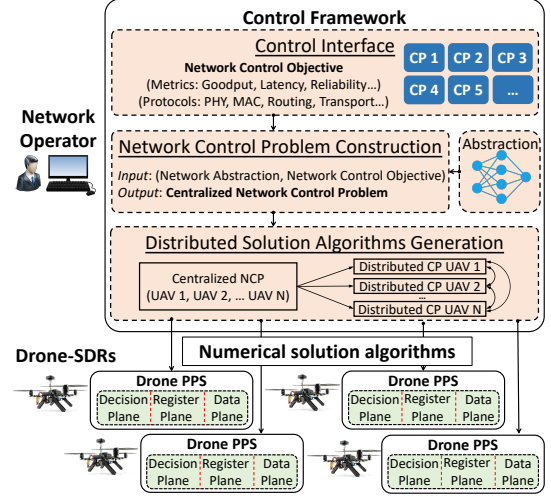 Control Framework
Control Interface
Network Control Objective
(Metrics: Goodput, Latency, Reliability…)
(Protocols: PHY, MAC, Routing, Transport…)
CP 1 CP 2 CP 3
CP 4 CP 5 …
Network
Operator
Network Control Problem Construction
Input: (Network Abstraction, Network Control Objective)
Output: Centralized Network Control Problem
Abstraction
Distributed Solution Algorithms Generation
Centralized NCP
(UAV 1, UAV 2, … UAV N)
Distributed CP UAV 1
Distributed CP UAV 2
...
Distributed CP UAV N
Numerical solution algorithms
Drone-SDRs
Drone PPS
Decision Register Data
Plane Plane Plane
Drone PPS
Decision Register Data
Plane Plane Plane
Drone PPS
Decision Register Data
Plane Plane Plane
Drone PPS
Decision Register Data
Plane Plane Plane